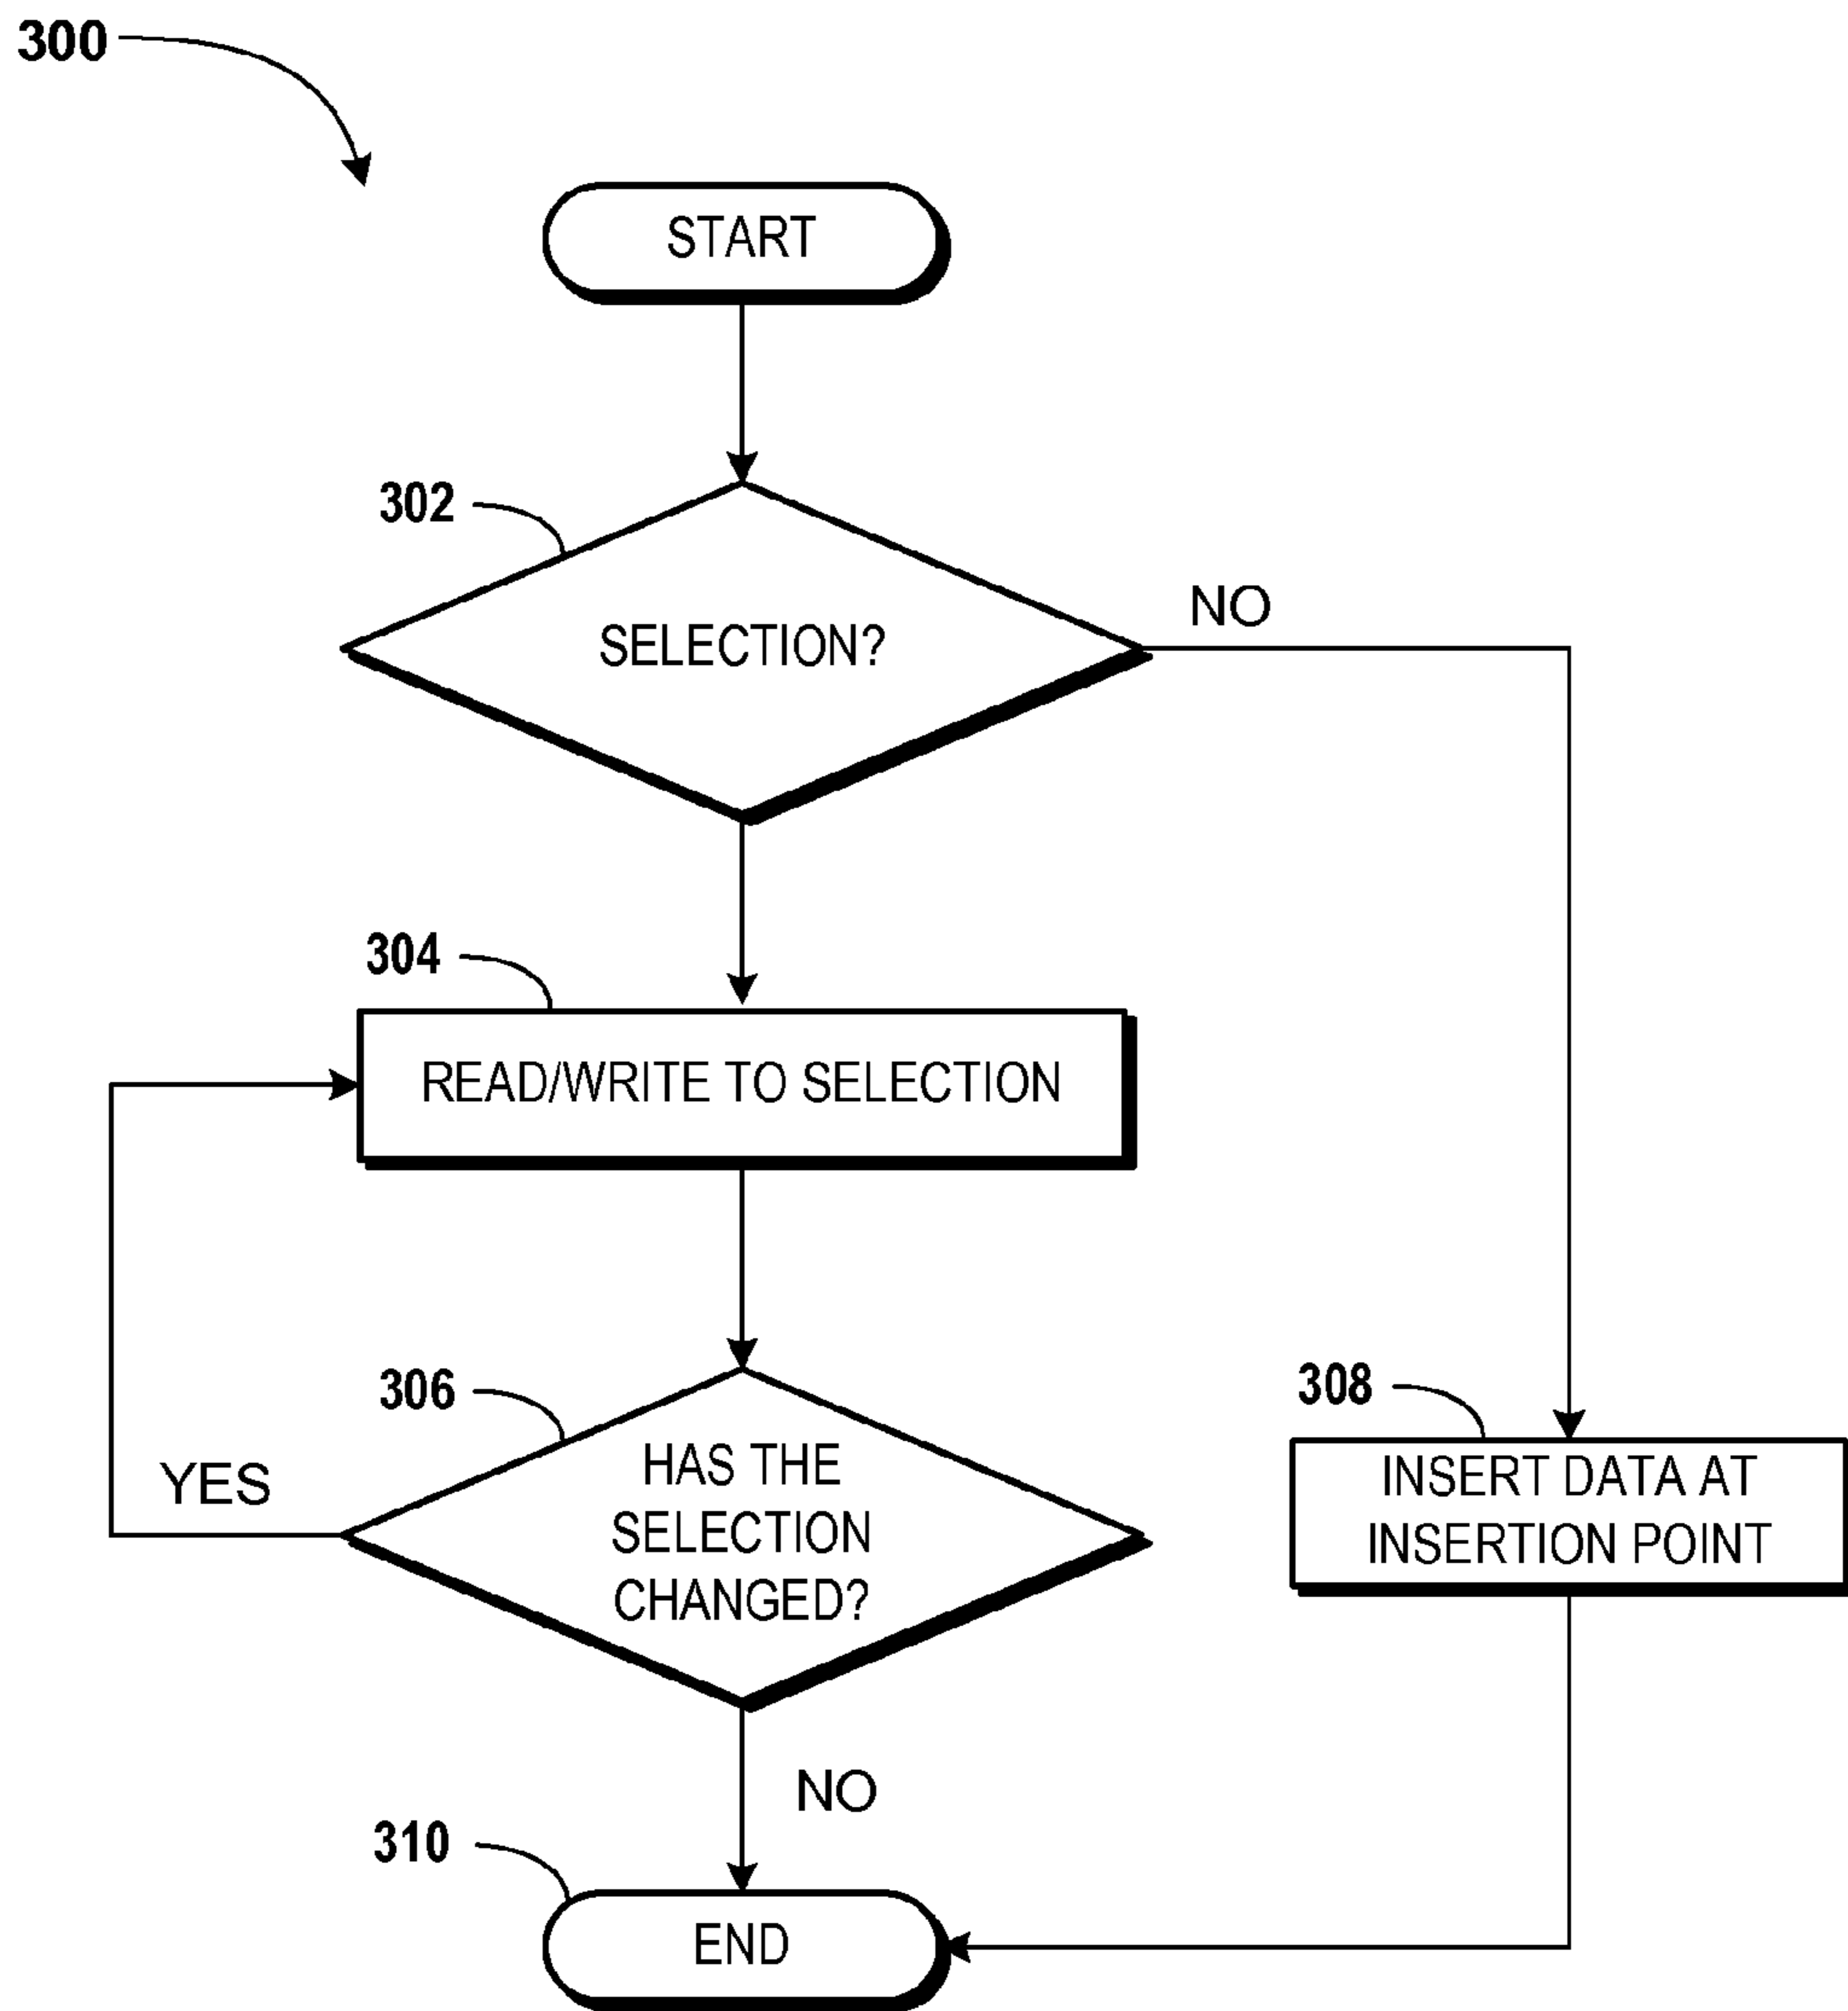 300
START
302
SELECTION?
NO
304
READ/WRITE TO SELECTION
306
HAS THE
SELECTION
CHANGED?
YES
308
INSERT DATA AT
INSERTION POINT
NO
310
END